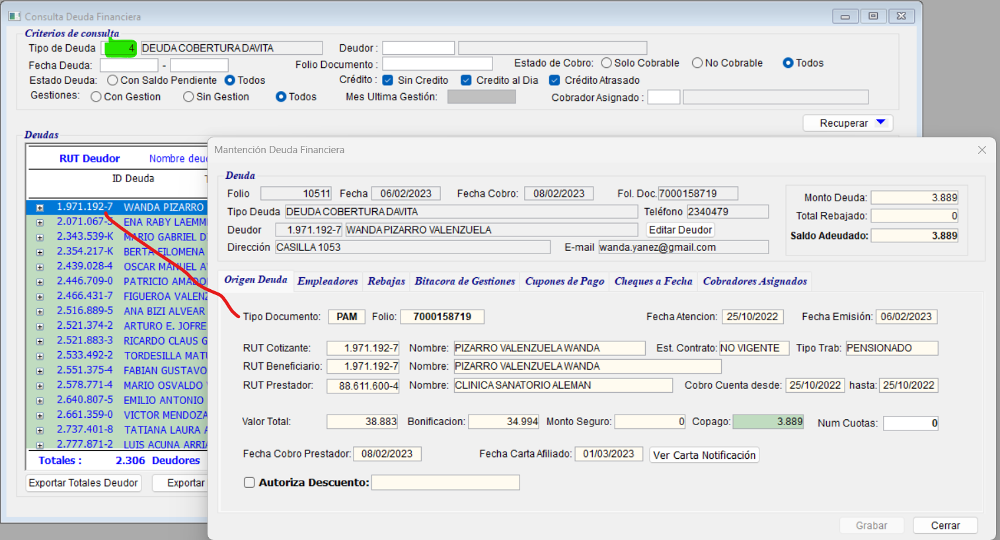 Consulta Deuda Financiera
Criterios de consulta
Tipo de Deuda 4 DEUDA COBERTURA DAVITA Deudor :
Fecha Deuda: - Folio Documento : Estado de Cobro: Solo Cobrable No Cobrable Todos
Estado Deuda: Con Saldo Pendiente Todos Crédito : Sin Credito Credito al Dia Crédito Atrasado
Gestiones: Con Gestion Sin Gestion Todos Mes Ultima Gestión: Cobrador Asignado :
Recuperar
Deudas
RUT Deudor Nombre deud
ID Deuda
1.971.192-7 WANDA PIZARRO
2.071.067-5 ENA RABY LAEMM
2.343.539-K MARIO GABRIEL D
2.354.217-K BERTA FILOMENA
2.439.028-4 OSCAR MANUEL A
2.446.709-0 PATRICIO AMADO
2.466.431-7 FIGUEROA VALENZ
2.516.889-5 ANA BIZI ALVEAR
2.521.374-2 ARTURO E. JOFRE
2.521.883-3 RICARDO CLAUS G
2.533.492-2 TORDESILLA MATU
2.551.375-4 FABIAN GUSTAVO
2.578.771-4 MARIO OSVALDO
2.640.807-5 EMILIO ANTONIO
2.661.359-0 VICTOR MENDOZA
2.737.401-8 TATIANA LAURA A
2.777.871-2 LUIS ACUNA ARRIA
Totales : 2.306 Deudores
Exportar Totales Deudor Exportar
Mantención Deuda Financiera
Deuda
Folio 10511 Fecha 06/02/2023 Fecha Cobro: 08/02/2023 Fol. Doc. 7000158719
Tipo Deuda DEUDA COBERTURA DAVITA Teléfono 2340479
Deudor 1.971.192-7 WANDA PIZARRO VALENZUELA Editar Deudor
Dirección CASILLA 1053 E-mail wanda.yanez@gmail.com
Monto Deuda: 3.889
Total Rebajado: 0
Saldo Adeudado: 3.889
Origen Deuda Empleadores Rebajas Bitacora de Gestiones Cupones de Pago Cheques a Fecha Cobradores Asignados
Tipo Documento: PAM Folio: 7000158719 Fecha Atencion: 25/10/2022 Fecha Emisión: 06/02/2023
RUT Cotizante: 1.971.192-7 Nombre: PIZARRO VALENZUELA WANDA Est. Contrato: NO VIGENTE Tipo Trab: PENSIONADO
RUT Beneficiario: 1.971.192-7 Nombre: PIZARRO VALENZUELA WANDA
RUT Prestador: 88.611.600-4 Nombre: CLINICA SANATORIO ALEMAN Cobro Cuenta desde: 25/10/2022 hasta: 25/10/2022
Valor Total: 38.883 Bonificacion: 34.994 Monto Seguro: 0 Copago: 3.889 Num Cuotas: 0
Fecha Cobro Prestador: 08/02/2023 Fecha Carta Afiliado: 01/03/2023 Ver Carta Notificación
Autoriza Descuento:
Grabar Cerrar